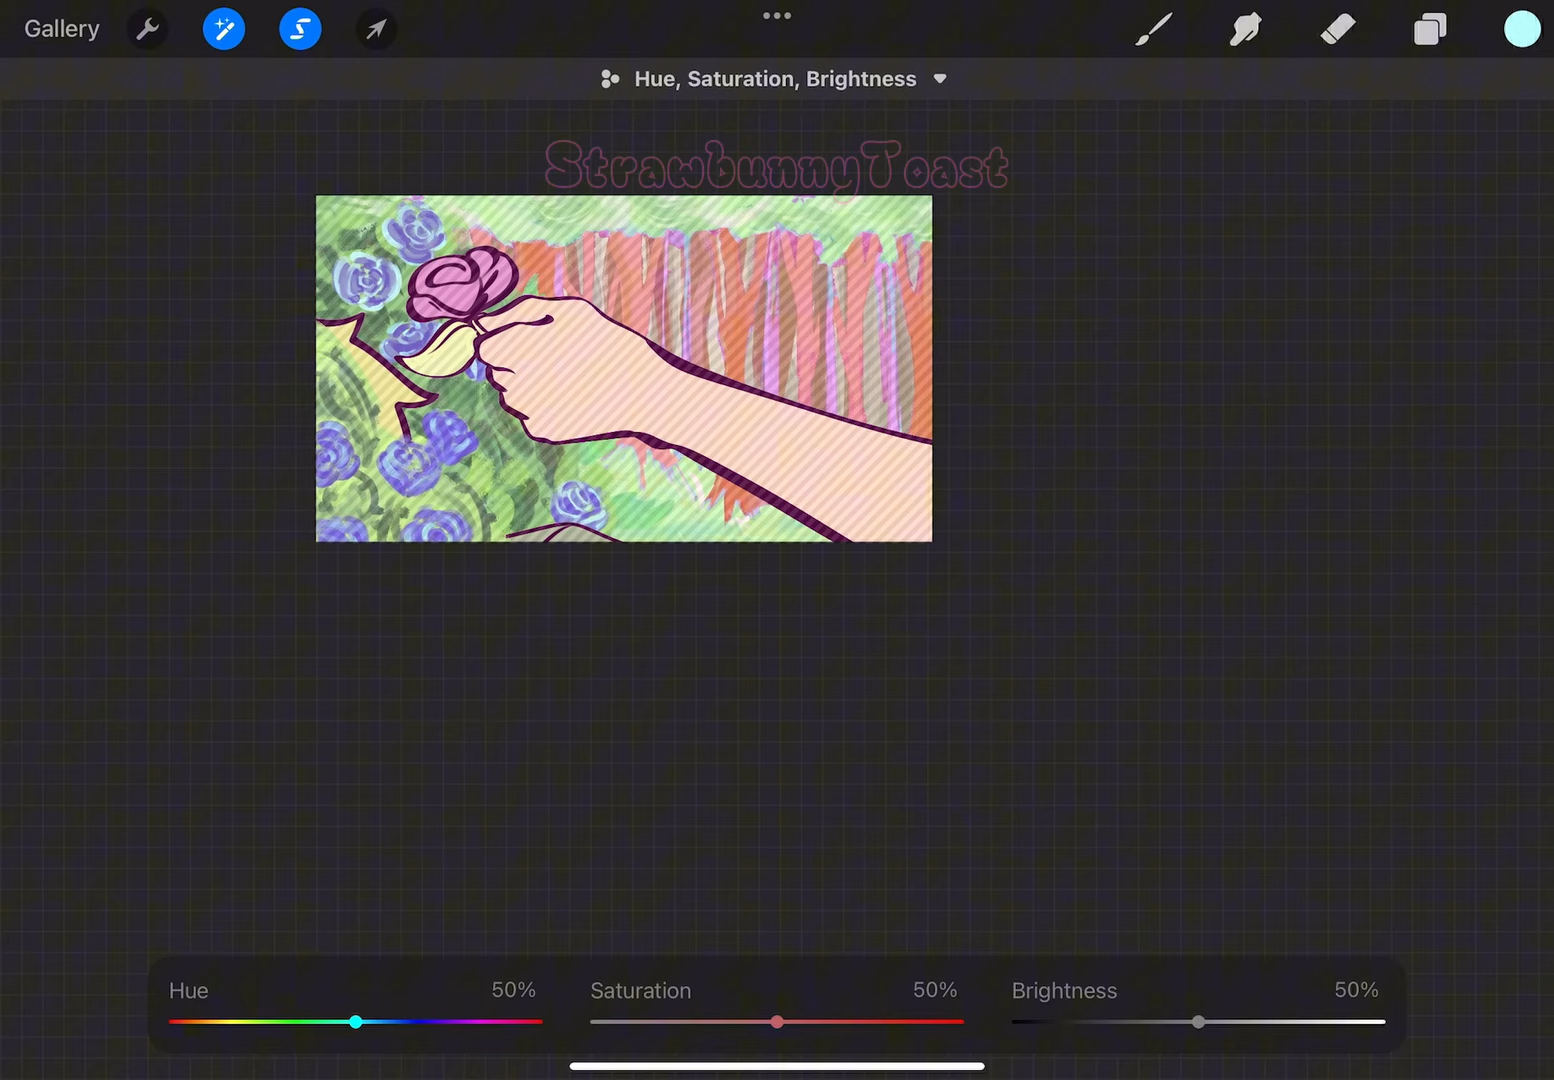 Gallery
Hue, Saturation, Brightness
StrawbunnyToast
Hue 50% Saturation 50% Brightness 50%